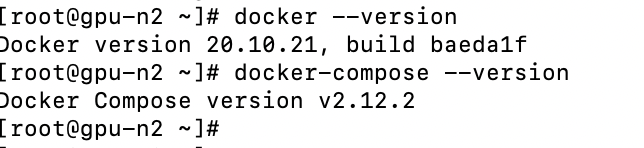 [root@gpu-n2 ~]# docker --version
Docker version 20.10.21, build baeda1f
[root@gpu-n2 ~]# docker-compose --version
Docker Compose version v2.12.2
[root@gpu-n2 ~]#